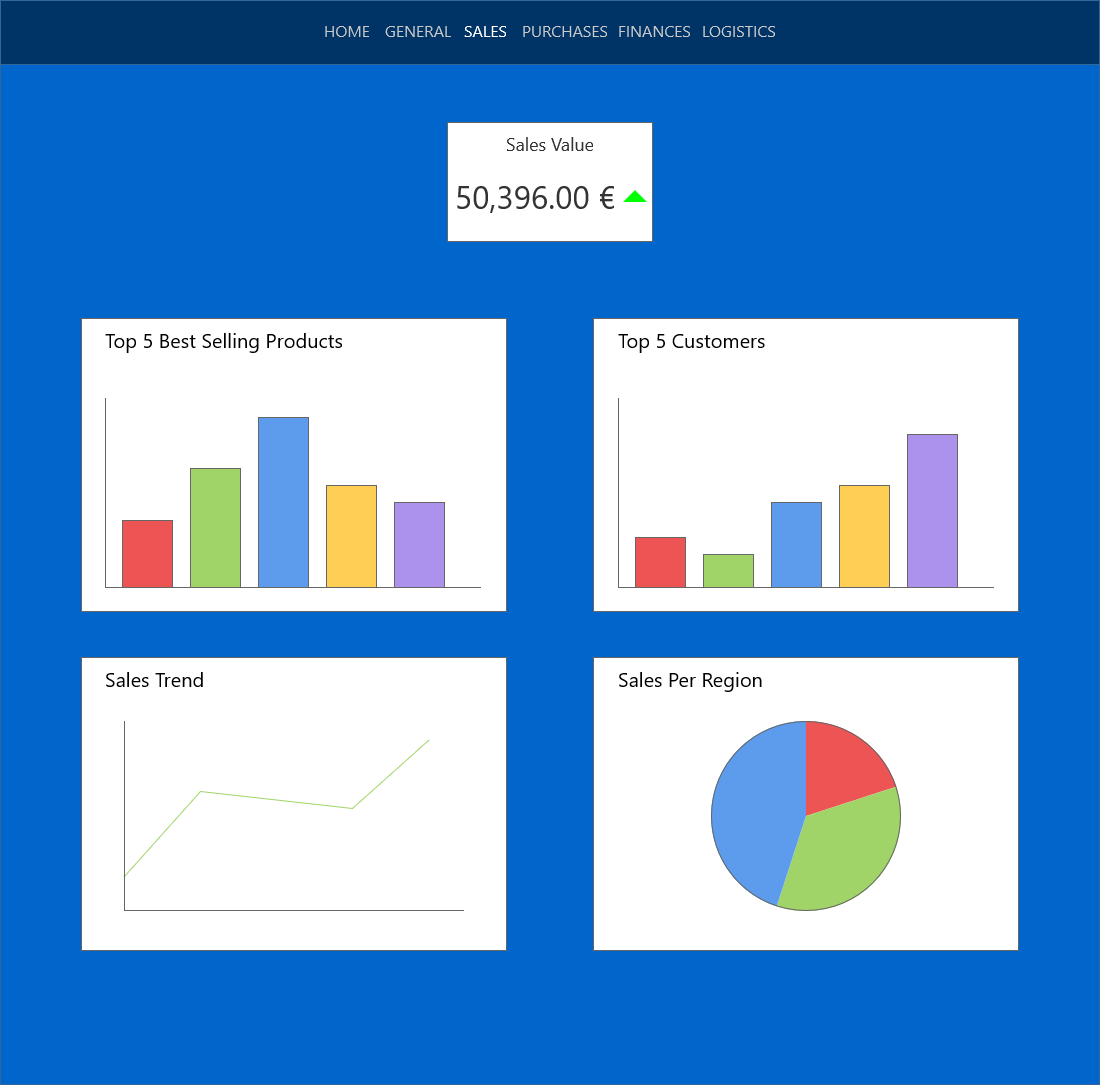 HOME GENERAL SALES PURCHASES FINANCES LOGISTICS
Sales Value
50,396.00 €
Top 5 Best Selling Products
Top 5 Customers
Sales Trend
Sales Per Region